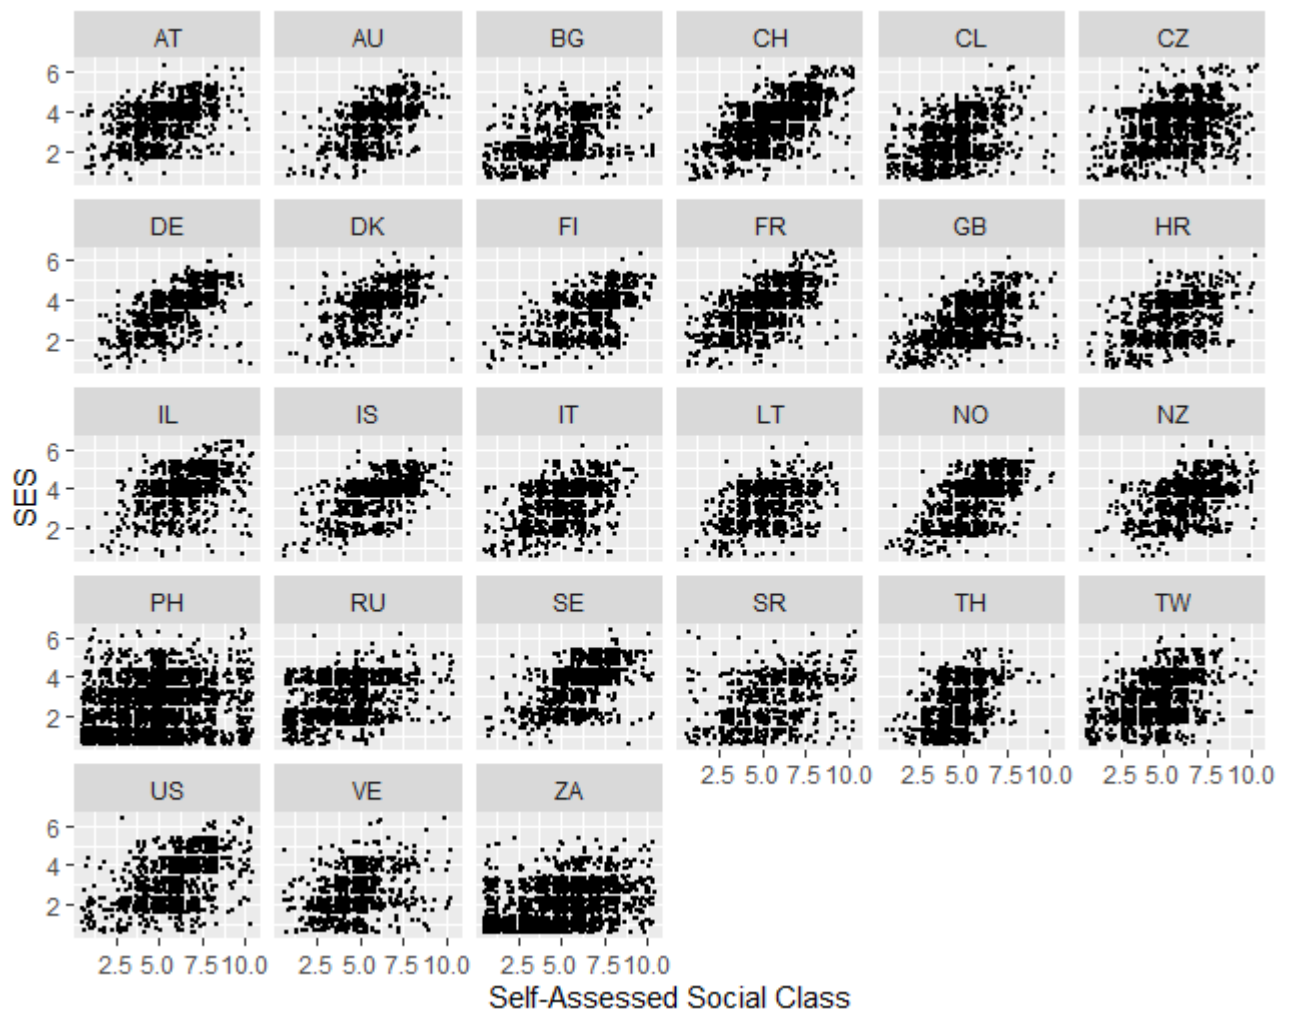 AT AU BG CH CL CZ
6
4
2
DE DK FI FR GB HR
6
4
2
IL IS IT LT NO NZ
6
4
2
SES
PH RU SE SR TH TW
6
4
2
2.5 5.0 7.5 10.0 2.5 5.0 7.5 10.0 2.5 5.0 7.5 10.0
US VE ZA
6
4
2
2.5 5.0 7.5 10.0 2.5 5.0 7.5 10.0 2.5 5.0 7.5 10.0
Self-Assessed Social Class